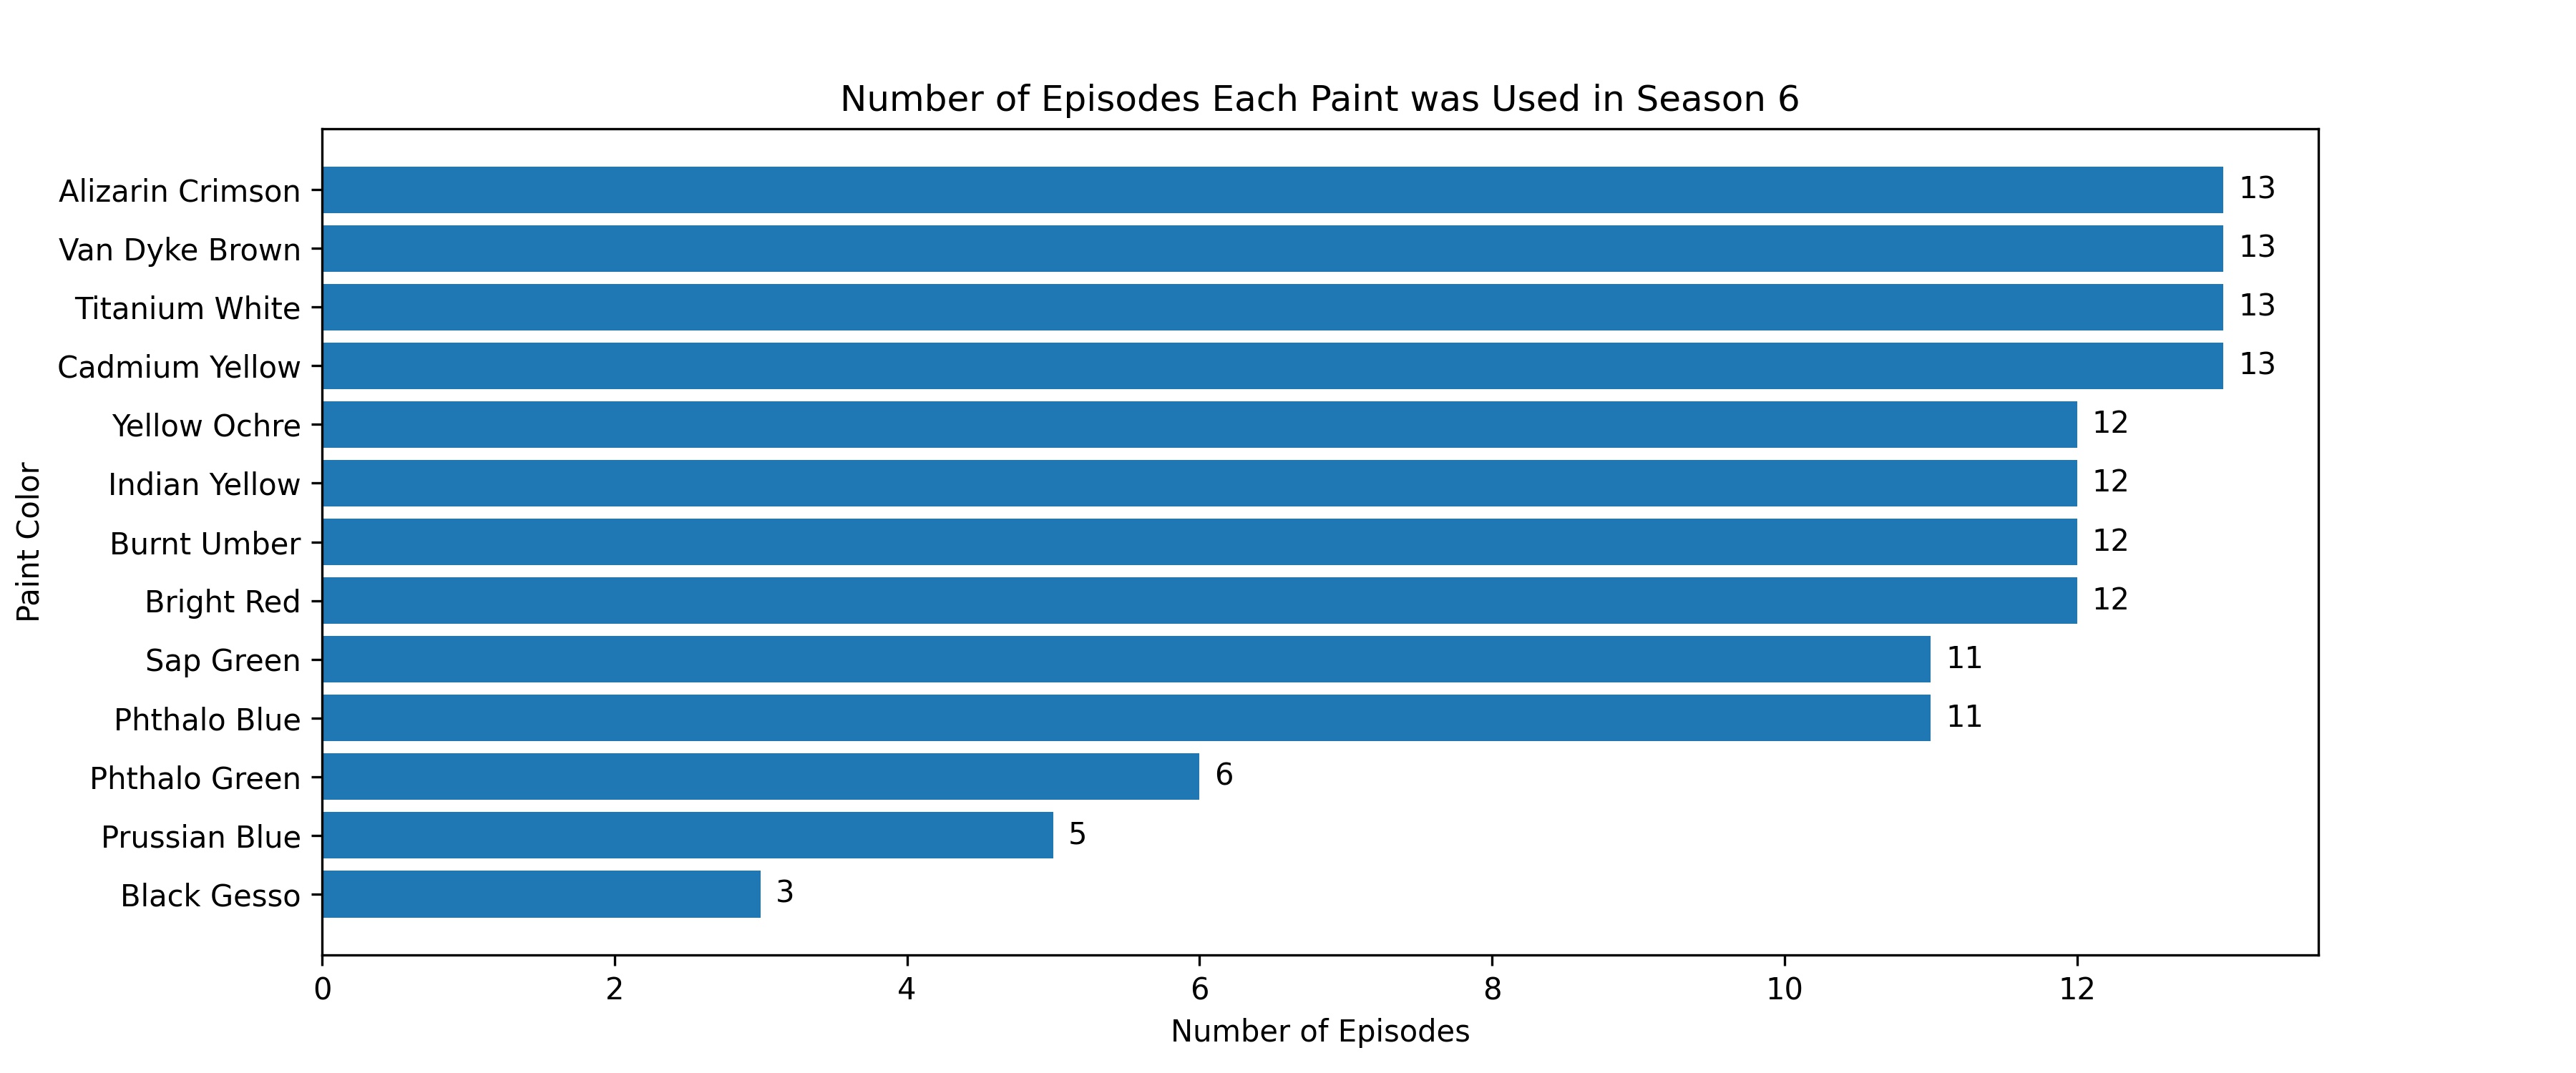 Number of Episodes Each Paint was Used in Season 6
Paint Color
Alizarin Crimson 13
Van Dyke Brown 13
Titanium White 13
Cadmium Yellow 13
Yellow Ochre 12
Indian Yellow 12
Burnt Umber 12
Bright Red 12
Sap Green 11
Phthalo Blue 11
Phthalo Green 6
Prussian Blue 5
Black Gesso 3
0 2 4 6 8 10 12
Number of Episodes